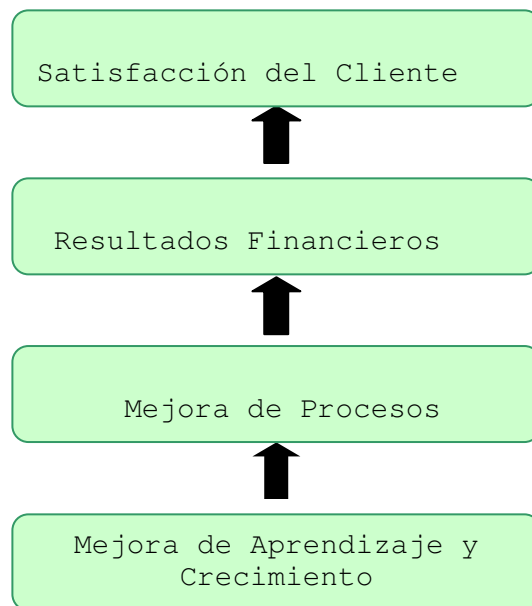 Satisfacción del Cliente
Resultados Financieros
Mejora de Procesos
Mejora de Aprendizaje y
Crecimiento